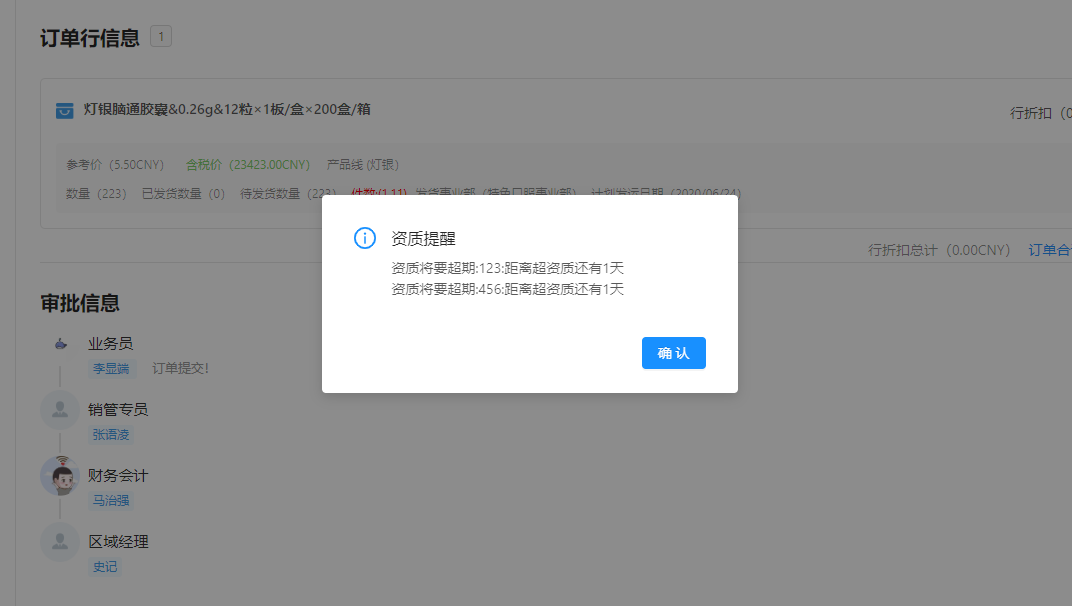 订单行信息 1
灯银脑通胶囊&0.26g&12粒×1板/盒×200盒/箱
行折扣（0
参考价（5.50CNY） 含税价（23423.00CNY） 产品线 (灯银)
数量（223） 已发货数量（0） 待发货数量（223） 件数:(1.11) 发货事业部（特色口服事业部） 计划发运日期（2020/06/24）
行折扣总计（0.00CNY） 订单合
资质提醒
资质将要超期:123:距离超资质还有1天
资质将要超期:456:距离超资质还有1天
确 认
审批信息
业务员
李显端 订单提交！
销管专员
张语凌
财务会计
马治强
区域经理
史记